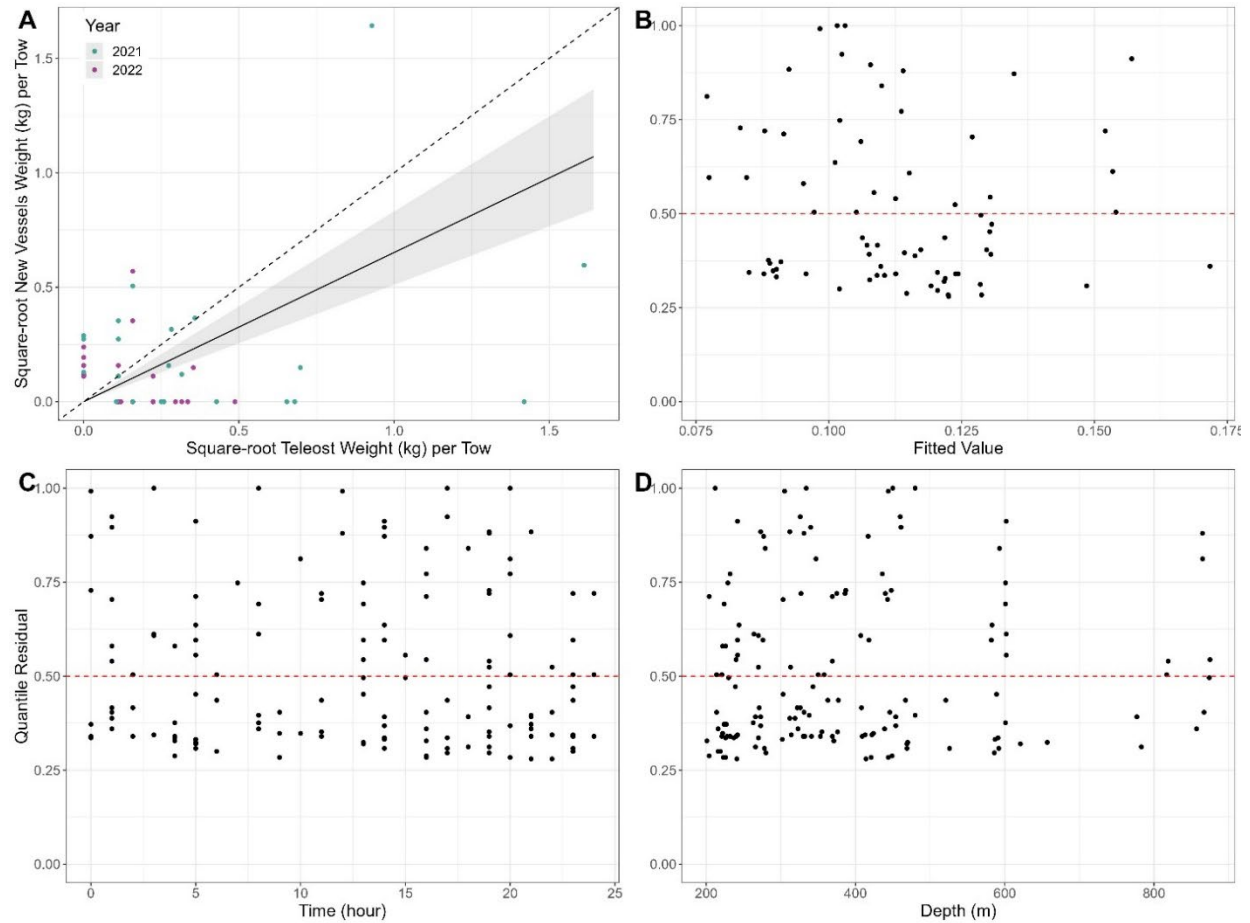 A
Year
2021
2022
Square-root New Vessels Weight (kg) per Tow
1.5
1.0
0.5
0.0
0.0 0.5 1.0 1.5
Square-root Teleost Weight (kg) per Tow
B
1.00
0.75
0.50
0.25
0.00
0.075 0.100 0.125 0.150 0.175
Fitted Value
C
Quantile Residual
1.00
0.75
0.50
0.25
0.00
0 5 10 15 20 25
Time (hour)
D
1.00
0.75
0.50
0.25
0.00
200 400 600 800
Depth (m)